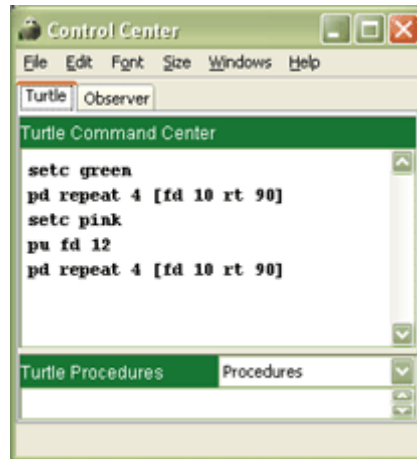 Control Center
File Edit Font Size Windows Help
Turtle Observer
Turtle Command Center
setc green
pd repeat 4 [fd 10 rt 90]
setc pink
pu fd 12
pd repeat 4 [fd 10 rt 90]
Turtle Procedures Procedures